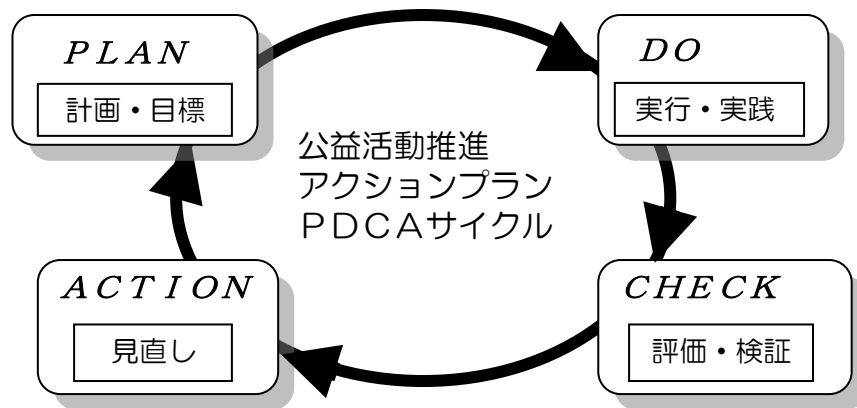 PLAN
計画・目標
DO
実行・実践
公益活動推進
アクションプラン
ＰＤＣＡサイクル
ACTION
見直し
CHECK
評価・検証